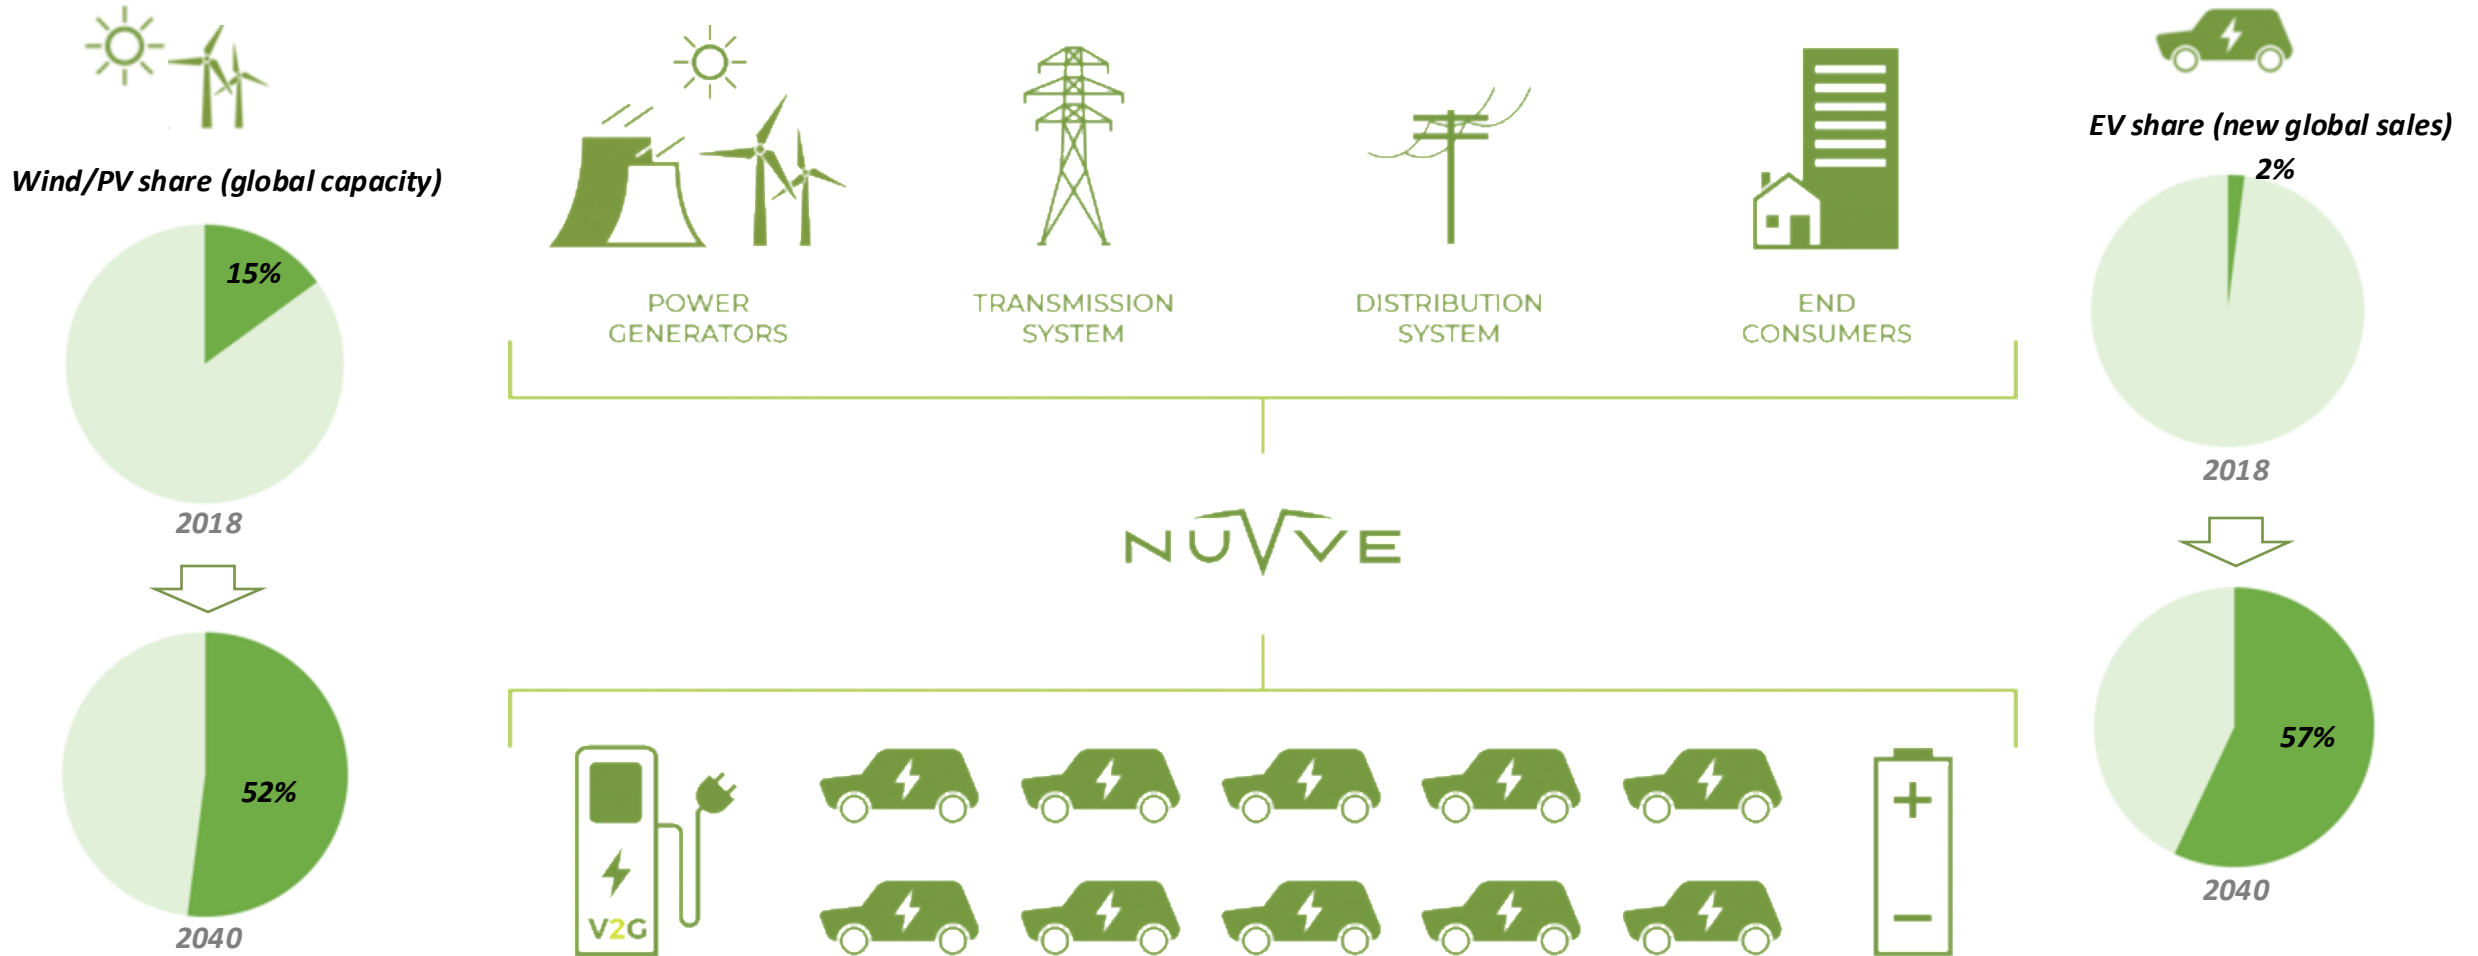 Wind/PV share (global capacity)
15%
2018
52%
2040
POWER
GENERATORS
TRANSMISSION
SYSTEM
DISTRIBUTION
SYSTEM
END
CONSUMERS
NUVVE
V2G
EV share (new global sales)
2%
2018
57%
2040